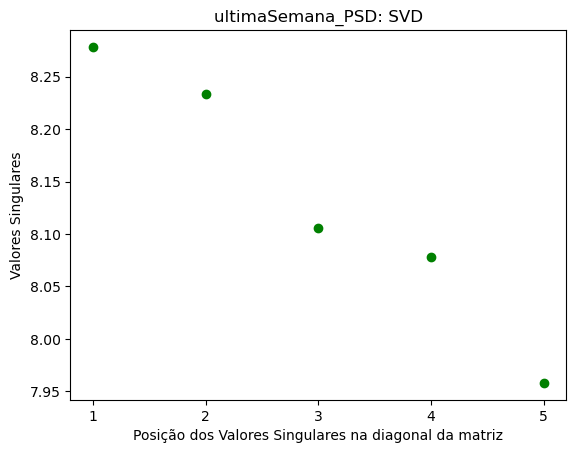 ultimaSemana_PSD: SVD
Valores Singulares
8.25
8.20
8.15
8.10
8.05
8.00
7.95
1 2 3 4 5
Posição dos Valores Singulares na diagonal da matriz